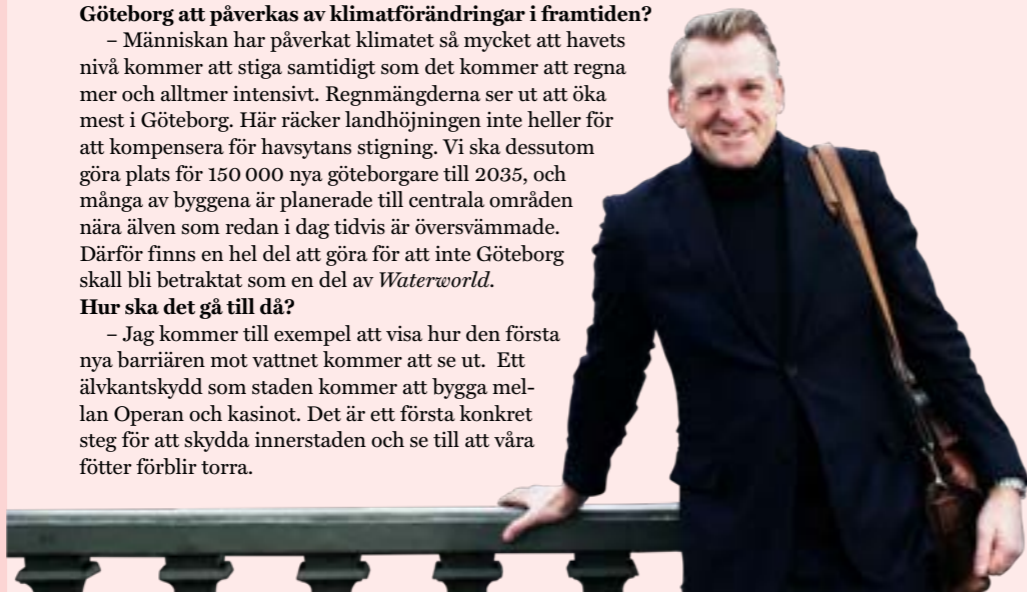 Göteborg att påverkas av klimatförändringar i framtiden?
– Människan har påverkat klimatet så mycket att havets
nivå kommer att stiga samtidigt som det kommer att regna
mer och alltmer intensivt. Regnmängderna ser ut att öka
mest i Göteborg. Här räcker landhöjningen inte heller för
att kompensera för havsytans stigning. Vi ska dessutom
göra plats för 150 000 nya göteborgare till 2035, och
många av byggena är planerade till centrala områden
nära älven som redan i dag tidvis är översvämmade.
Därför finns en hel del att göra för att inte Göteborg
skall bli betraktat som en del av Waterworld.
Hur ska det gå till då?
– Jag kommer till exempel att visa hur den första
nya barriären mot vattnet kommer att se ut. Ett
älvkantskydd som staden kommer att bygga mel-
lan Operan och kasinot. Det är ett första konkret
steg för att skydda innerstaden och se till att våra
fötter förblir torra.